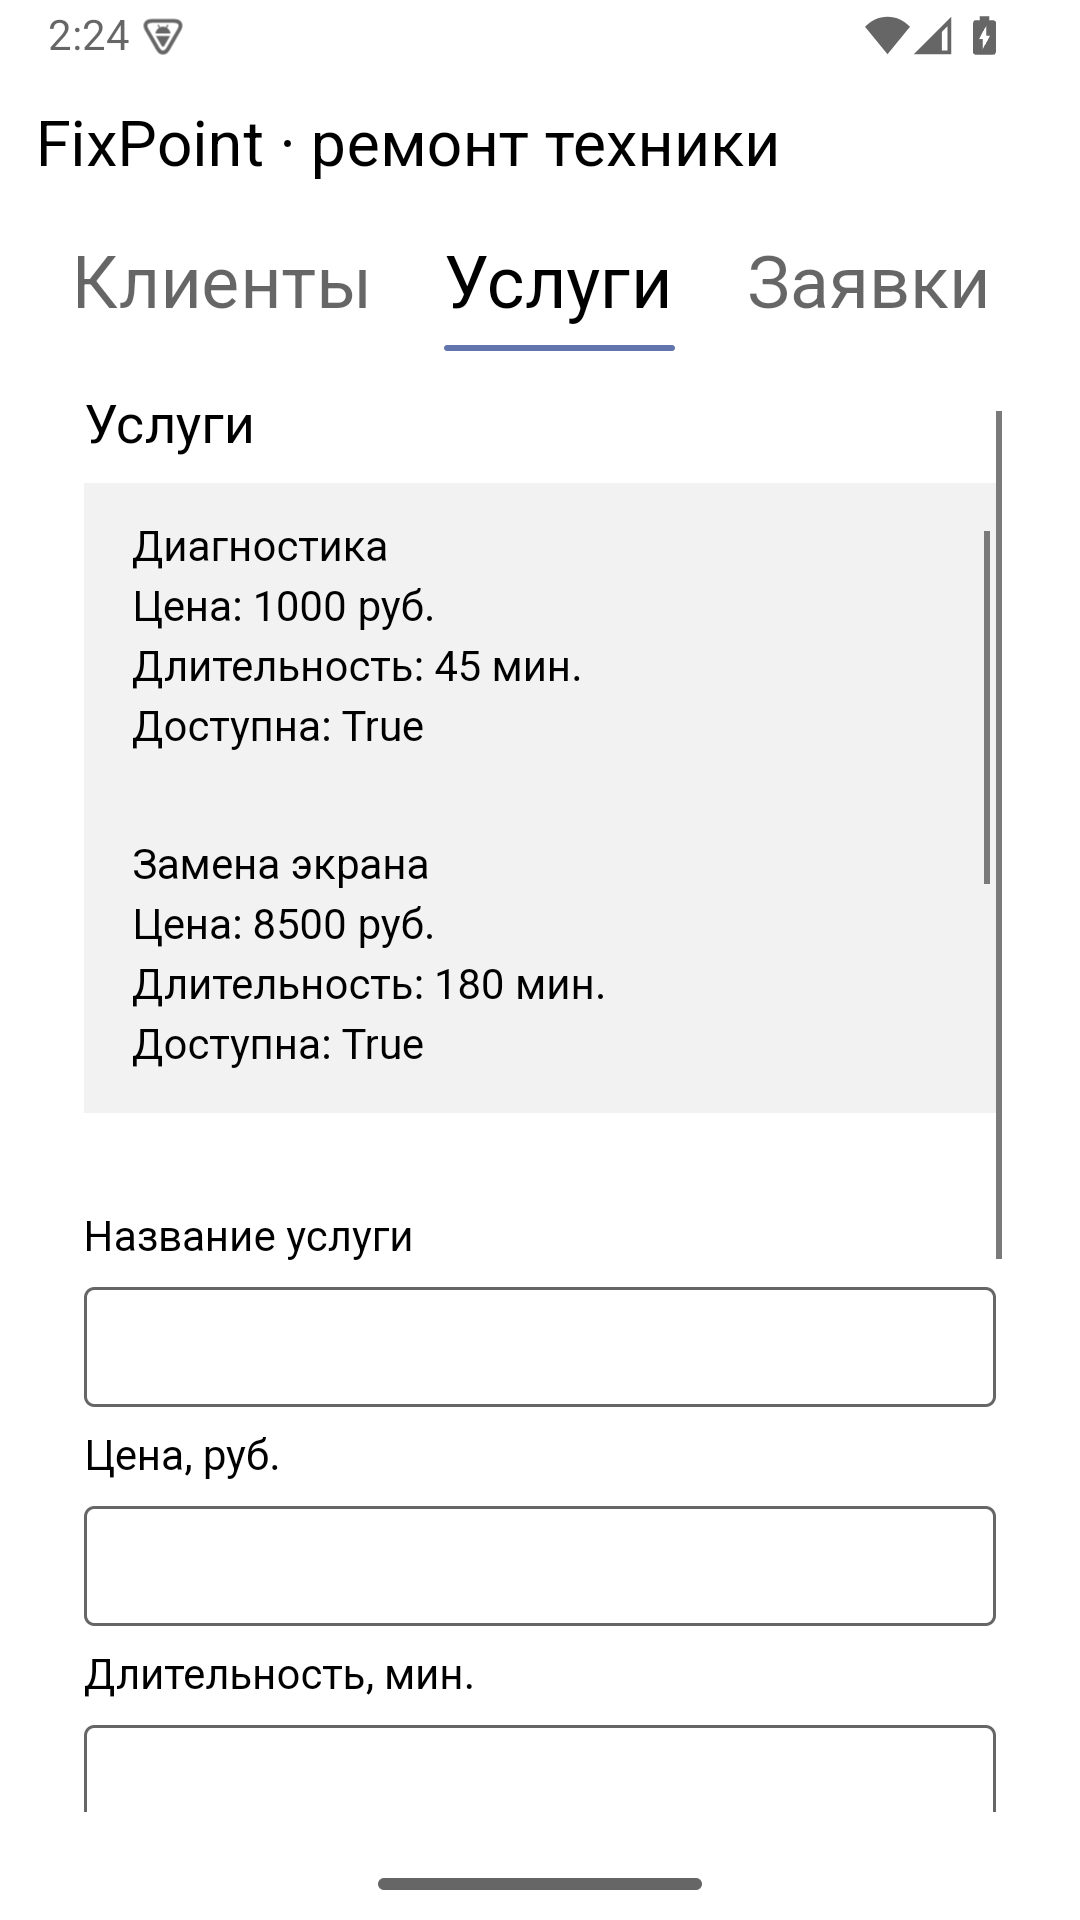 2:24
FixPoint · ремонт техники
Клиенты Услуги Заявки
Услуги
Диагностика
Цена: 1000 руб.
Длительность: 45 мин.
Доступна: True
Замена экрана
Цена: 8500 руб.
Длительность: 180 мин.
Доступна: True
Название услуги
Цена, руб.
Длительность, мин.